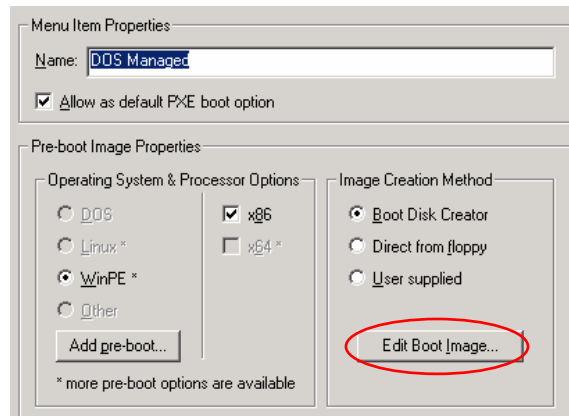 Menu Item Properties
Name: DOS Managed
Allow as default PXE boot option
Pre-boot Image Properties
Operating System & Processor Options
DOS
x86
Linux *
x64 *
WinPE *
Other
Add pre-boot...
* more pre-boot options are available
Image Creation Method
Boot Disk Creator
Direct from floppy
User supplied
Edit Boot Image...